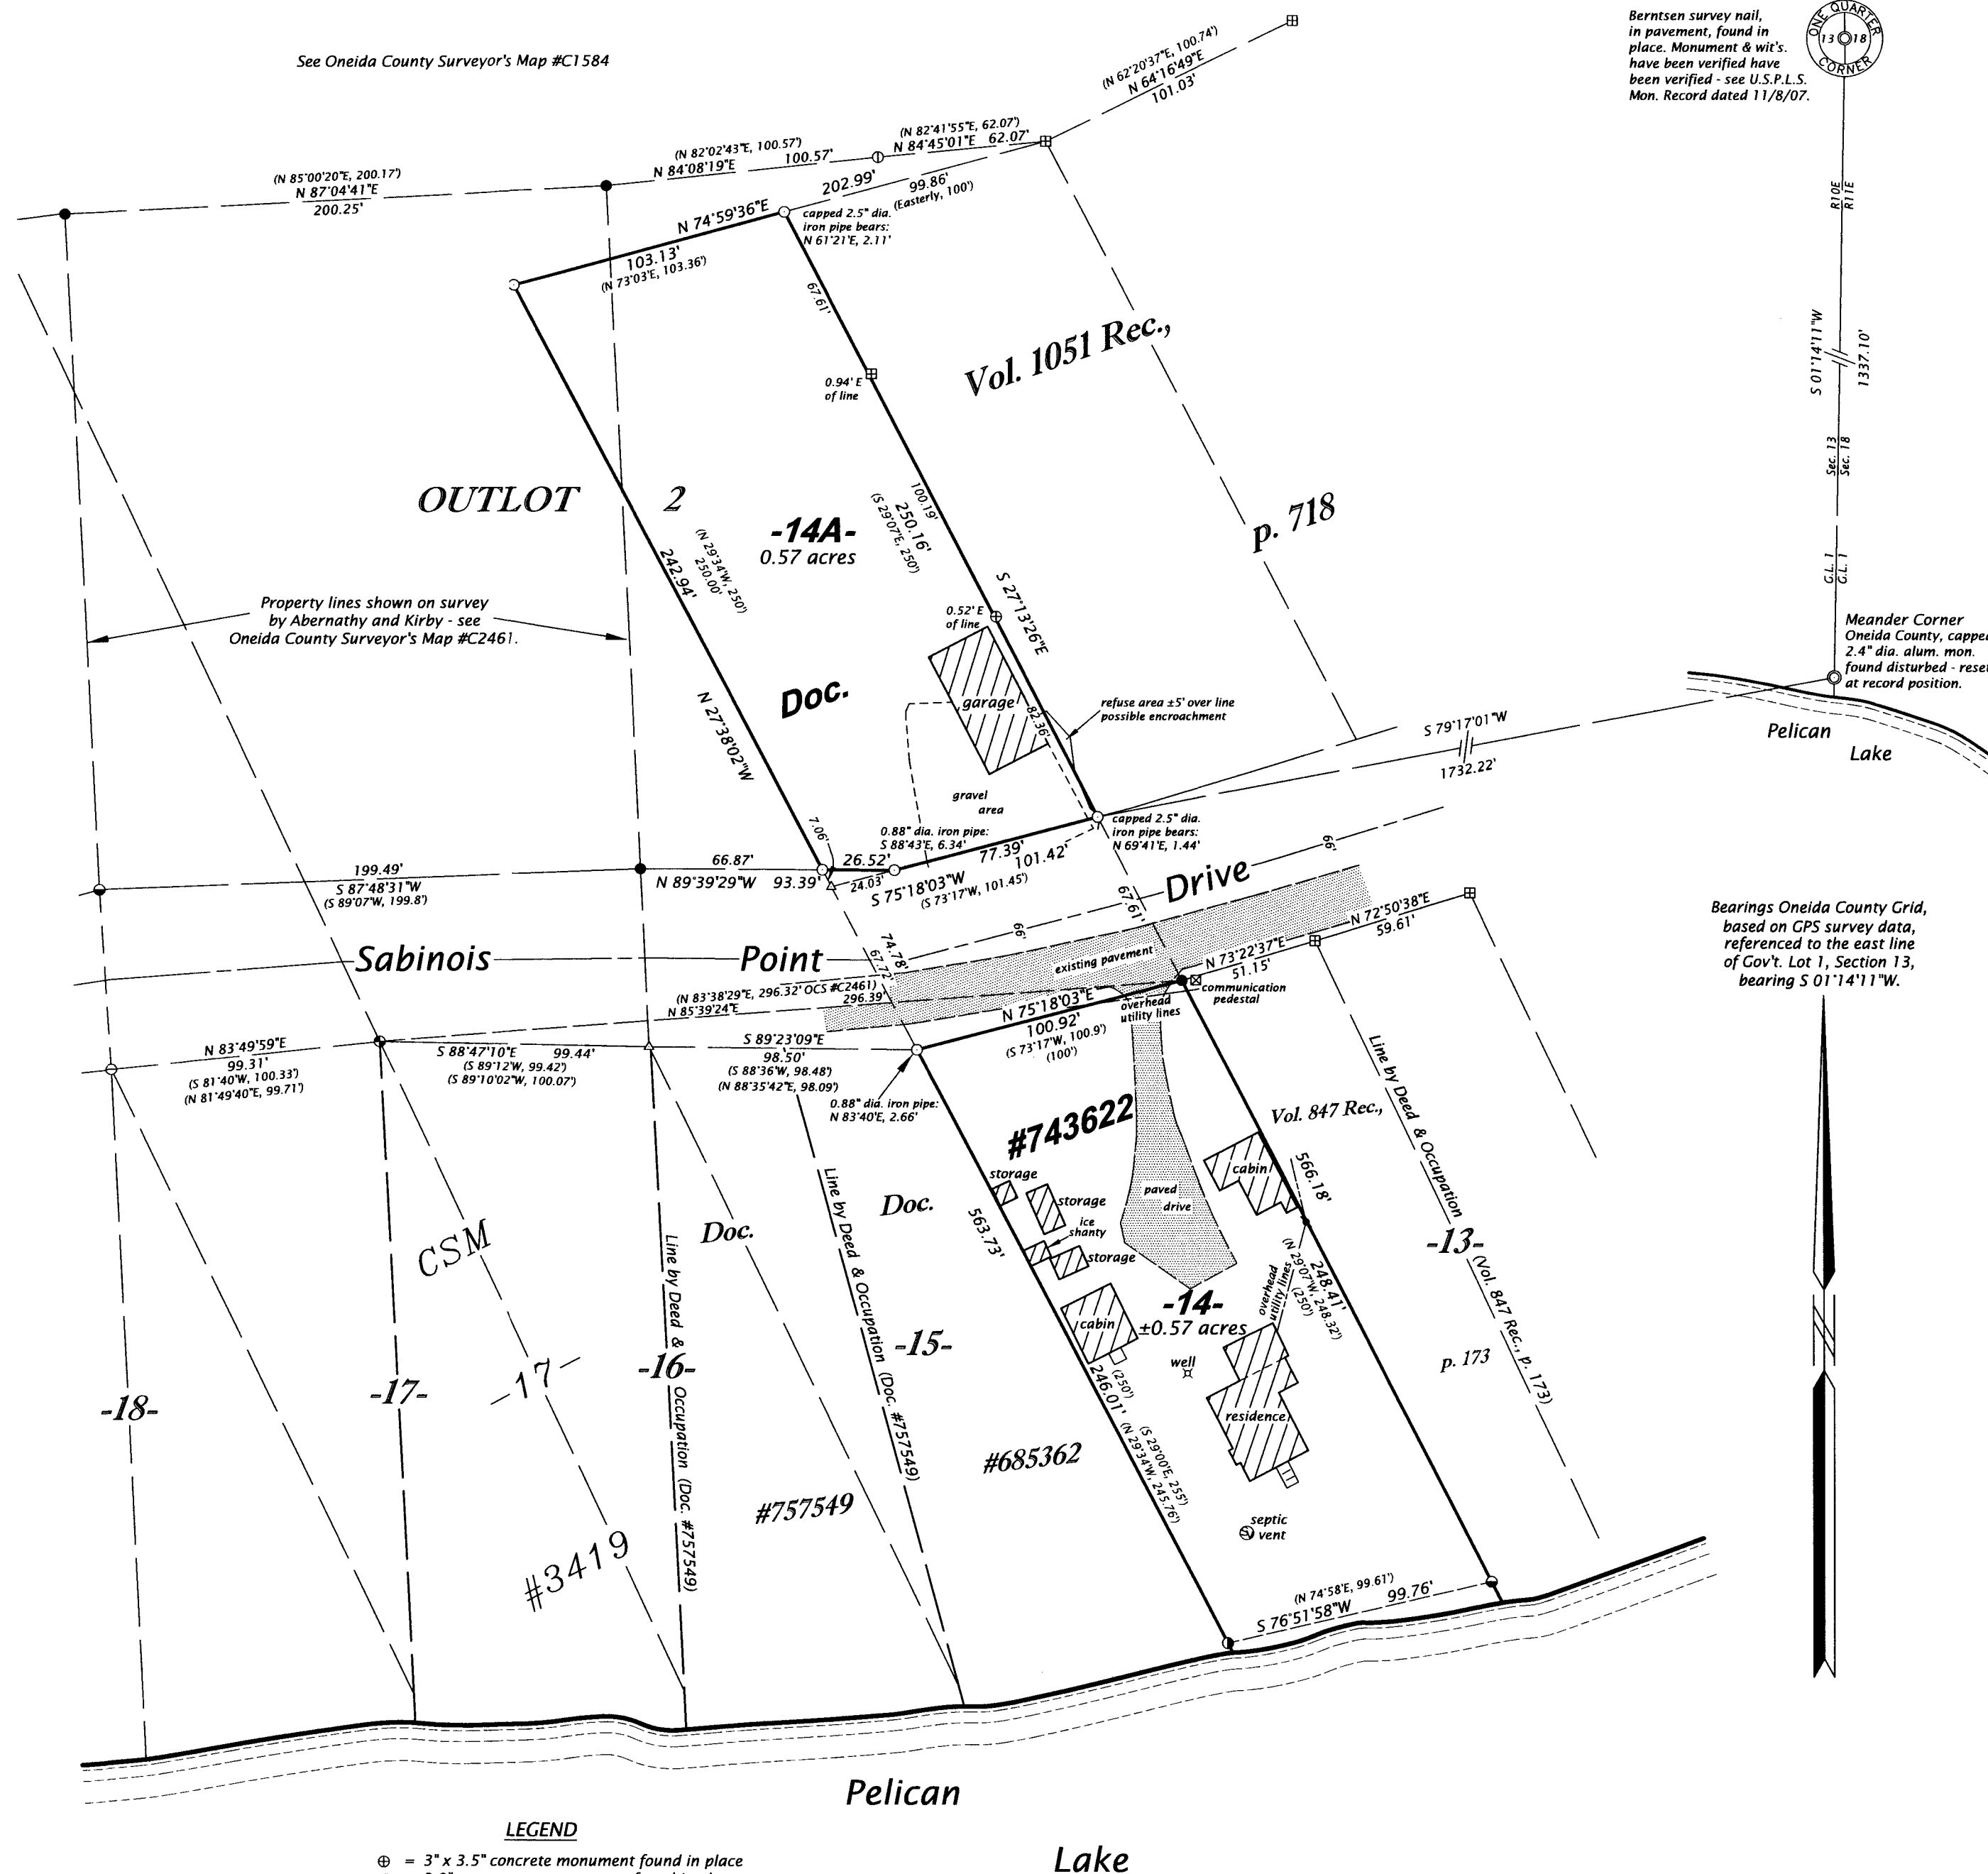 See Oneida County Surveyor's Map #C1584
Berntsen survey nail,
in pavement, found in
place. Monument & wit's.
have been verified have
been verified - see U.S.P.L.S.
Mon. Record dated 11/8/07.
ONE QUARTER
13 18
CORNER
(N 62°20'37"E, 100.74')
N 64°16'49"E
101.03'
(N 82°41'55"E, 62.07')
N 84°45'01"E 62.07'
(N 82°02'43"E, 100.57')
N 84°08'19"E 100.57'
(N 85°00'20"E, 200.17')
N 87°04'41"E
200.25'
202.99'
99.86'
(Easterly, 100')
N 74°59'36"E
103.13'
(N 73°03'E, 103.36')
capped 2.5" dia.
iron pipe bears:
N 61°21'E, 2.11'
67.61'
0.94' E
of line
Vol. 1051 Rec.,
p. 718
R10E
R11E
S 01°14'11"W
1337.10'
Sec. 13
Sec. 18
G.L. 1
G.L. 1
OUTLOT 2
-14A-
0.57 acres
100.19'
250.16'
(S 29°07'E, 250')
(N 29°34'W, 250')
250.00'
242.94'
N 27°38'02"W
S 27°13'26"E
0.52' E
of line
Property lines shown on survey
by Abernathy and Kirby - see
Oneida County Surveyor's Map #C2461.
Meander Corner
Oneida County, capped
2.4" dia. alum. mon.
found disturbed - reset
at record position.
Doc.
garage
82.36'
refuse area ±5' over line
possible encroachment
S 79°17'01"W
1732.22'
Pelican
Lake
gravel
area
7.06'
0.88" dia. iron pipe:
S 88°43'E, 6.34'
capped 2.5" dia.
iron pipe bears:
N 69°41'E, 1.44'
77.39'
101.42'
26.52'
24.03'
S 75°18'03"W
(S 73°17'W, 101.45')
66.87'
N 89°39'29"W 93.39'
199.49'
S 87°48'31"W
(S 89°07'W, 199.8')
66'
66'
67.61'
Sabinois Point Drive
74.78'
67.72'
existing pavement
N 73°22'37"E
51.15'
N 72°50'38"E
59.61'
communication
pedestal
overhead
utility lines
Bearings Oneida County Grid,
based on GPS survey data,
referenced to the east line
of Gov't. Lot 1, Section 13,
bearing S 01°14'11"W.
(N 83°38'29"E, 296.32' OCS #C2461)
N 85°39'24"E 296.39'
N 75°18'03"E
100.92'
(S 73°17'W, 100.9')
(100')
N 83°49'59"E
99.31'
(S 81°40'W, 100.33')
(N 81°49'40"E, 99.71')
S 88°47'10"E 99.44'
(S 89°12'W, 99.42')
(S 89°10'02"W, 100.07')
S 89°23'09"E
98.50'
(S 88°36'W, 98.48')
(N 88°35'42"E, 98.09')
0.88" dia. iron pipe:
N 83°40'E, 2.66'
#743622
Vol. 847 Rec.,
Line by Deed & Occupation (Vol. 847 Rec., p. 173)
storage
storage
ice
shanty
storage
paved
drive
cabin
566.18'
563.73'
-13-
p. 173
Doc.
Doc.
CSM
Line by Deed & Occupation (Doc. #757549)
Line by Deed & Occupation (Doc. #757549)
overhead
utility lines
248.41'
(N 29°07'W, 248.32')
(250')
cabin
-14-
±0.57 acres
well
residence
(250')
246.01'
(N 29°34'W, 245.76')
(S 29°00'E, 255')
-18-
-17-
-17-
-16-
-15-
#685362
#757549
#3419
septic
vent
(N 74°58'E, 99.61')
S 76°51'58"W 99.76'
Pelican
Lake
LEGEND
⊕ = 3" x 3.5" concrete monument found in place